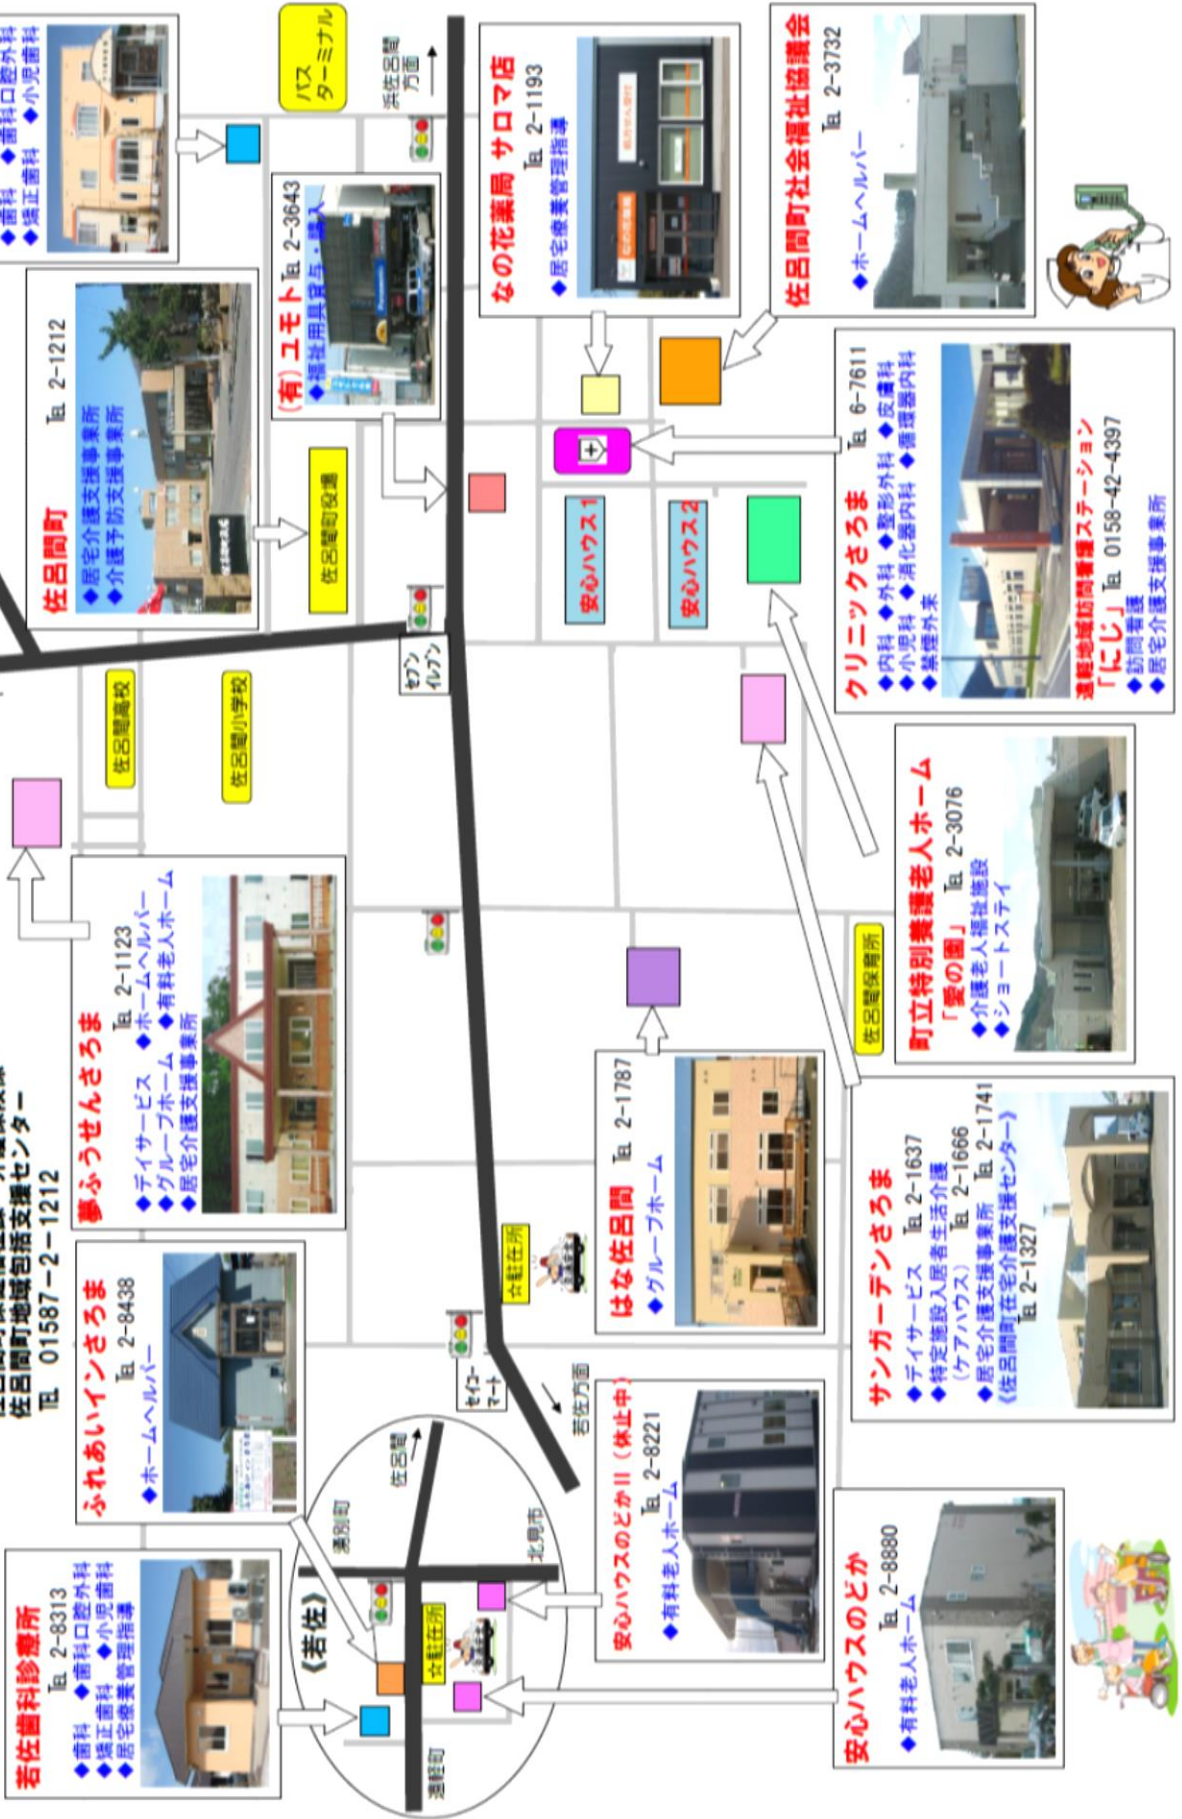 佐呂間町地域包括支援センター
℡ 01587-2-1212
若佐歯科診療所
℡ 2-8313
◆歯科 ◆歯科口腔外科
◆矯正歯科 ◆小児歯科
◆居宅療養管理指導
ふれあいインさろま
℡ 2-8438
◆ホームヘルパー
夢ふうせんさろま
℡ 2-1123
◆デイサービス ◆ホームヘルパー
◆グループホーム ◆有料老人ホーム
◆居宅介護支援事業所
佐呂間高校
佐呂間小学校
佐呂間町 ℡ 2-1212
◆居宅介護支援事業所
◆介護予防支援事業所
佐呂間町役場
◆歯科 ◆歯科口腔外科
◆矯正歯科 ◆小児歯科
バス
ターミナル
(有)ユモト ℡ 2-3643
◆福祉用具貸与・購入
Panasonic
浜佐呂間
方面
セブン
イレブン
《若佐》
湧別町
佐呂間
北見市
遠軽町
☆駐在所
セイコー
マート
若佐方面
☆駐在所
安心ハウス1
安心ハウス2
なの花薬局 サロマ店
℡ 2-1193
◆居宅療養管理指導
佐呂間町社会福祉協議会
℡ 2-3732
◆ホームヘルパー
クリニックさろま ℡ 6-7611
◆内科 ◆外科 ◆整形外科 ◆皮膚科
◆小児科 ◆消化器内科 ◆循環器内科
◆禁煙外来
遠軽地域訪問看護ステーション
「にじ」℡ 0158-42-4397
◆訪問看護
◆居宅介護支援事業所
町立特別養護老人ホーム
「愛の園」 ℡ 2-3076
◆介護老人福祉施設
◆ショートステイ
佐呂間保育所
はな佐呂間 ℡ 2-1787
◆グループホーム
サンガーデンさろま
◆デイサービス ℡ 2-1637
◆特定施設入居者生活介護
(ケアハウス) ℡ 2-1666
◆居宅介護支援事業所 ℡ 2-1741
《佐呂間町在宅介護支援センター》
℡ 2-1327
安心ハウスのどかⅡ(休止中)
℡ 2-8221
◆有料老人ホーム
安心ハウスのどか
℡ 2-8880
◆有料老人ホーム